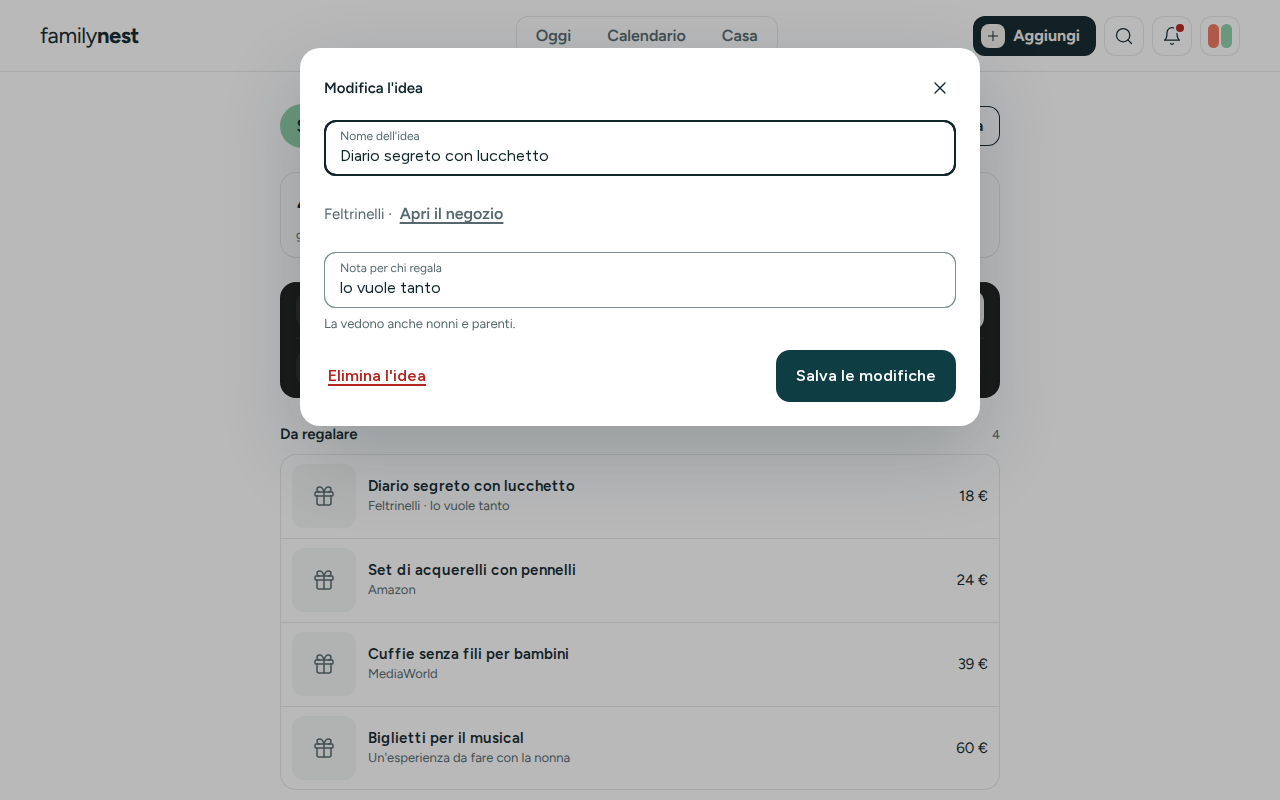 familynest
Oggi Calendario Casa
Aggiungi
Modifica l'idea
Nome dell'idea
Diario segreto con lucchetto
Feltrinelli · Apri il negozio
Nota per chi regala
lo vuole tanto
La vedono anche nonni e parenti.
Elimina l'idea
Salva le modifiche
Da regalare 4
Diario segreto con lucchetto
Feltrinelli · lo vuole tanto
18 €
Set di acquerelli con pennelli
Amazon
24 €
Cuffie senza fili per bambini
MediaWorld
39 €
Biglietti per il musical
Un'esperienza da fare con la nonna
60 €